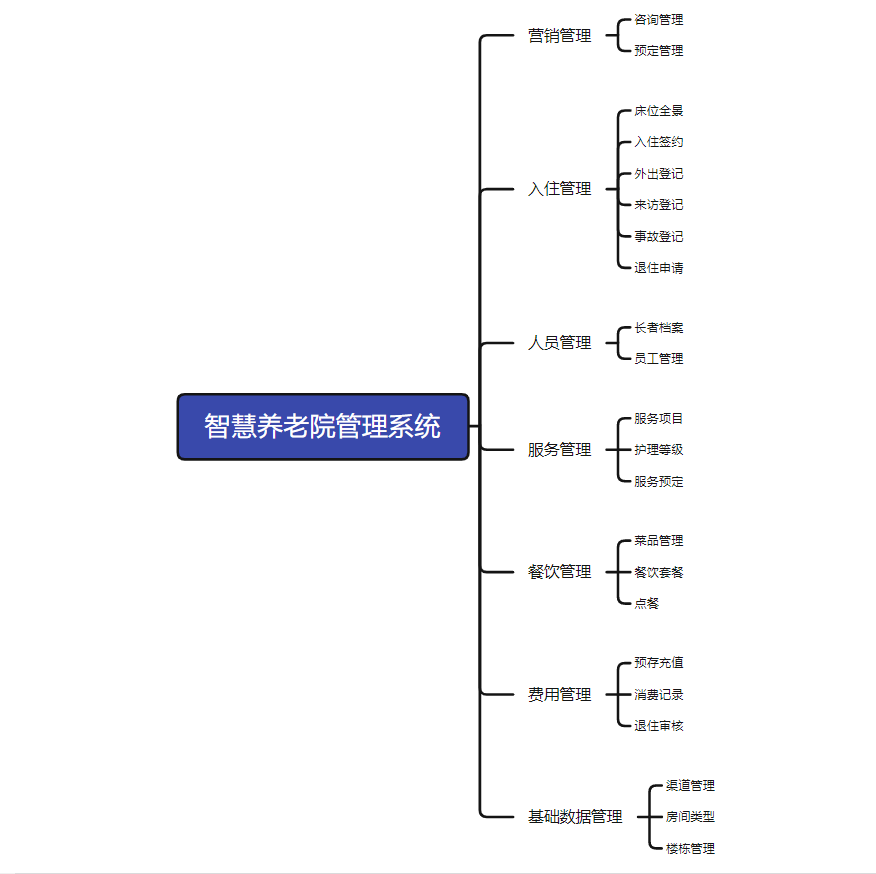 智慧养老院管理系统
营销管理
咨询管理
预定管理
入住管理
床位全景
入住签约
外出登记
来访登记
事故登记
退住申请
人员管理
长者档案
员工管理
服务管理
服务项目
护理等级
服务预定
餐饮管理
菜品管理
餐饮套餐
点餐
费用管理
预存充值
消费记录
退住审核
基础数据管理
渠道管理
房间类型
楼栋管理